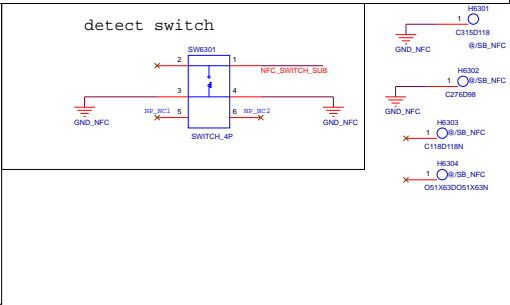 detect switch
SW6301
2
1
NFC_SWITCH_SUB
3
4
GND_NFC
NP_NC1
5
6
NP_NC2
GND_NFC
SWITCH_4P
H6301
1
C315D118
@/SB_NFC
GND_NFC
H6302
1
@/SB_NFC
C276D98
GND_NFC
H6303
1
@/SB_NFC
C118D118N
H6304
1
@/SB_NFC
O51X63DO51X63N